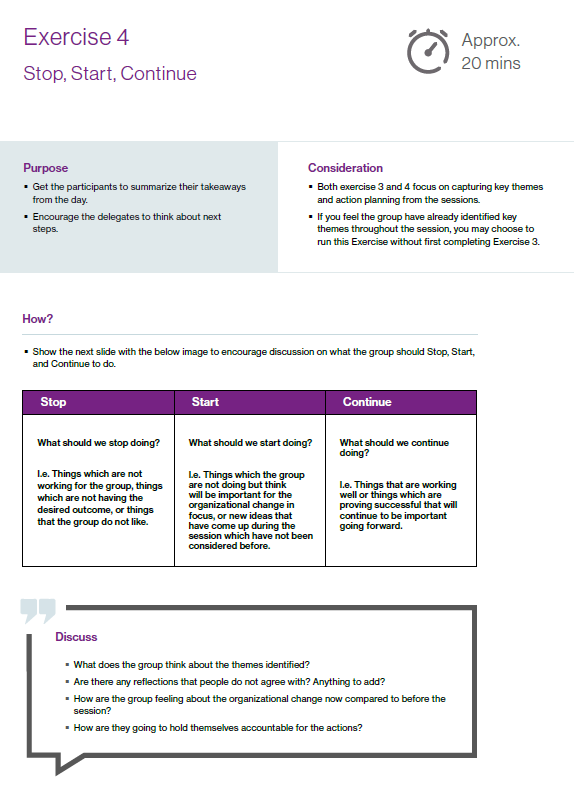 Exercise 4
Stop, Start, Continue
Approx.
20 mins
Purpose
▪ Get the participants to summarize their takeaways
from the day.
▪ Encourage the delegates to think about next
steps.
Consideration
▪ Both exercise 3 and 4 focus on capturing key themes
and action planning from the sessions.
▪ If you feel the group have already identified key
themes throughout the session, you may choose to
run this Exercise without first completing Exercise 3.
How?
▪ Show the next slide with the below image to encourage discussion on what the group should Stop, Start,
and Continue to do.
Stop
What should we stop doing?
I.e. Things which are not
working for the group, things
which are not having the
desired outcome, or things
that the group do not like.
Start
What should we start doing?
I.e. Things which the group
are not doing but think
will be important for the
organizational change in
focus, or new ideas that
have come up during the
session which have not been
considered before.
Continue
What should we continue
doing?
I.e. Things that are working
well or things which are
proving successful that will
continue to be important
going forward.
Discuss
▪ What does the group think about the themes identified?
▪ Are there any reflections that people do not agree with? Anything to add?
▪ How are the group feeling about the organizational change now compared to before the
session?
▪ How are they going to hold themselves accountable for the actions?